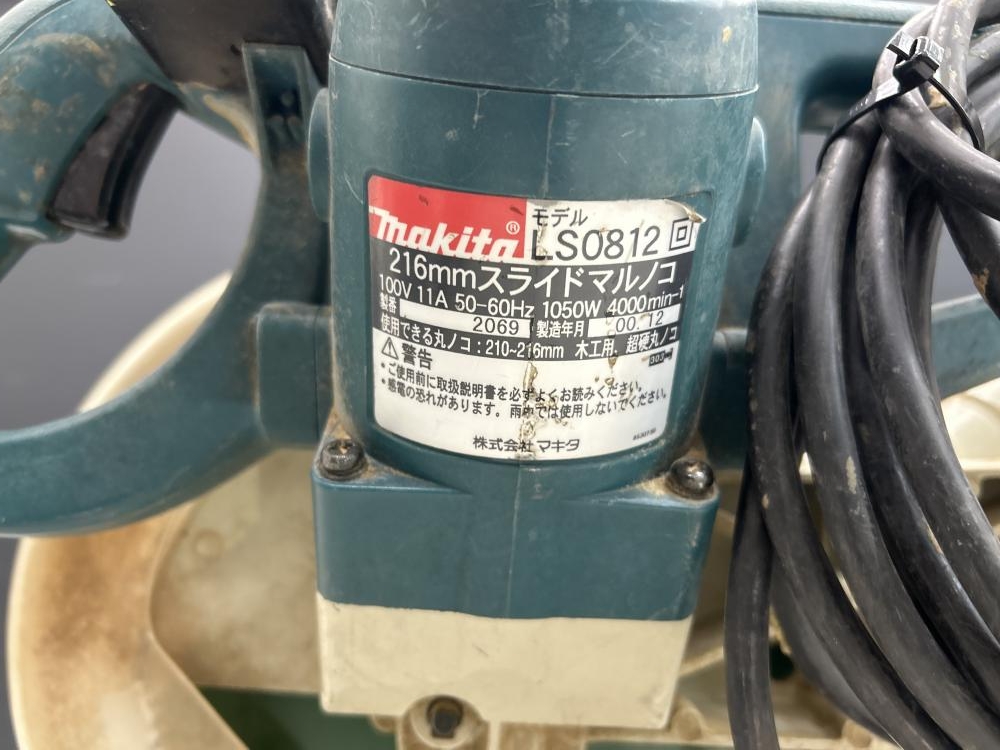 makita®
モデル
LS0812
216mmスライドマルノコ
100V 11A 50-60Hz 1050W 4000min-1
製番 2069 製造年月 00.12
使用できる丸ノコ:210~216mm 木工用、超硬丸ノコ
303-1
警告
・ご使用前に取扱説明書を必ずよくお読みください。
・感電の恐れがあります。雨中では使用しないでください。
株式会社マキタ